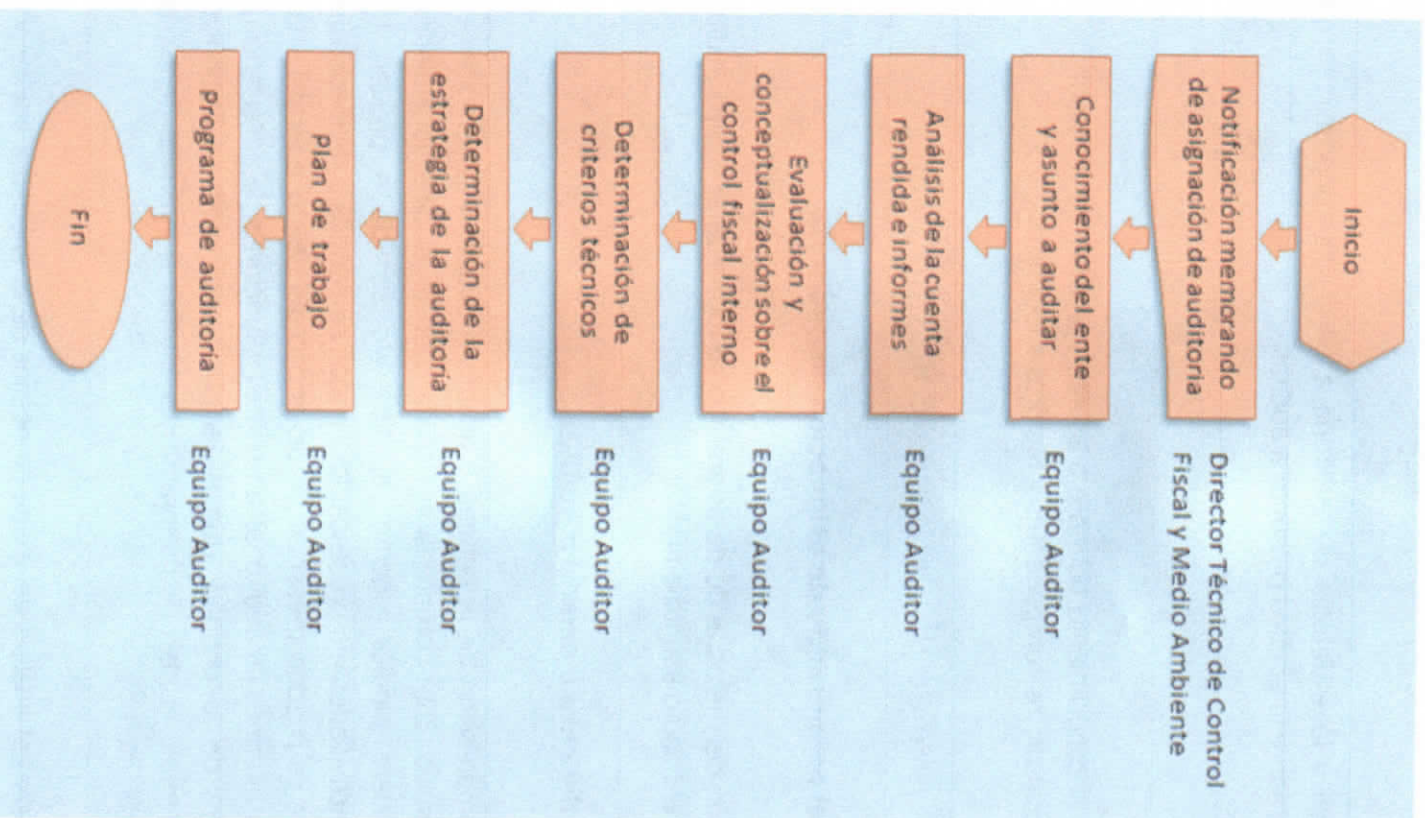 Inicio
Notificación memorando
de asignación de auditoria
Director Técnico de Control
Fiscal y Medio Ambiente
Conocimiento del ente
y asunto a auditar
Equipo Auditor
Análisis de la cuenta
rendida e informes
Equipo Auditor
Evaluación y
conceptualización sobre el
control fiscal interno
Equipo Auditor
Determinación de
criterios técnicos
Equipo Auditor
Determinación de la
estrategia de la auditoria
Equipo Auditor
Plan de trabajo
Equipo Auditor
Programa de auditoría
Equipo Auditor
Fin